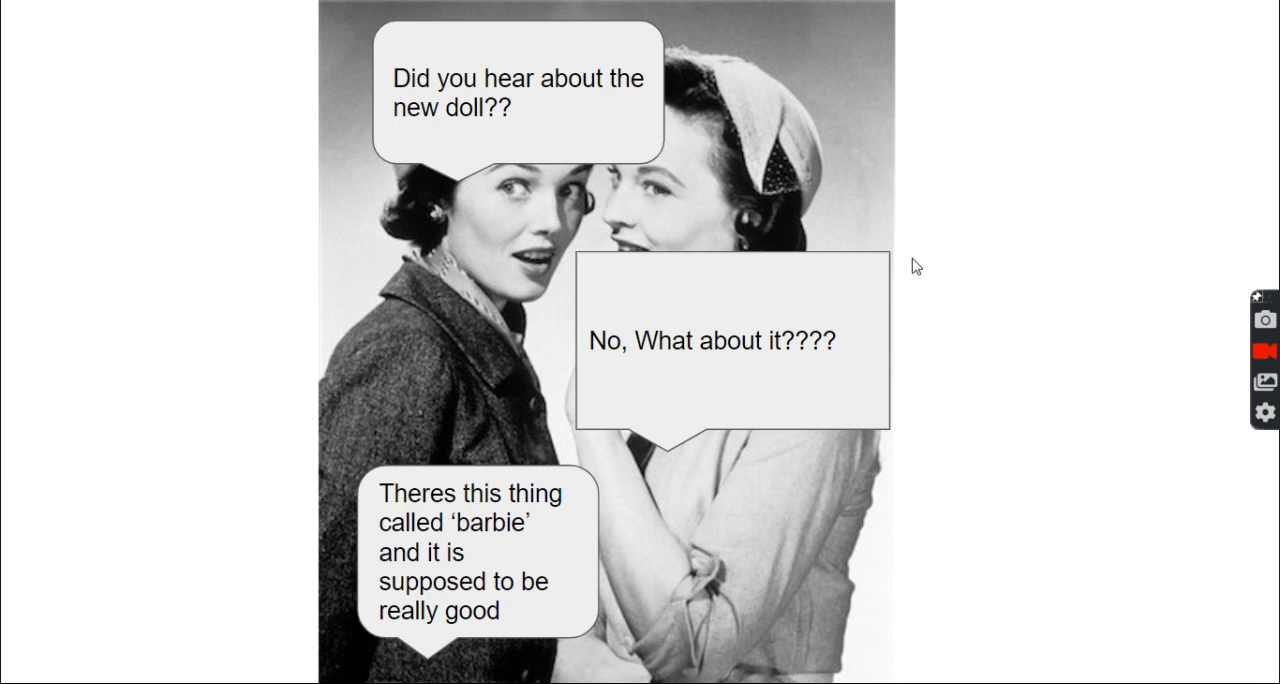 Did you hear about the
new doll??
No, What about it????
Theres this thing
called ‘barbie’
and it is
supposed to be
really good